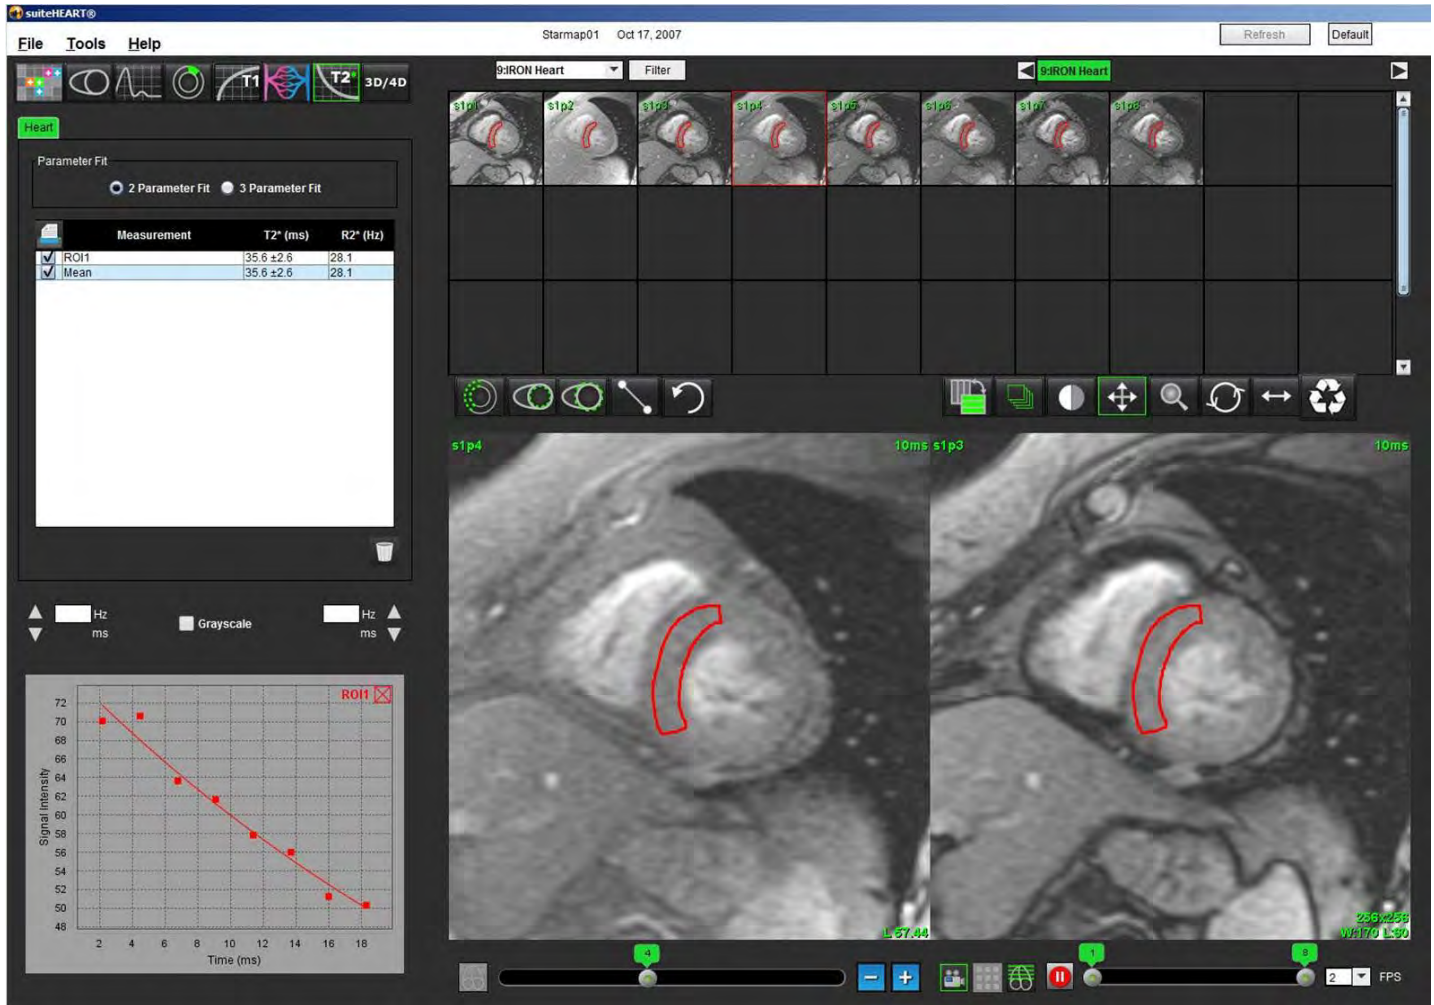 suiteHEART®
File Tools Help
Starmap01 Oct 17, 2007
Refresh Default
T1 T2* 3D/4D
9:IRON Heart Filter 9:IRON Heart
s1p1 s1p2 s1p3 s1p4 s1p5 s1p6 s1p7 s1p8
Heart
Parameter Fit
2 Parameter Fit 3 Parameter Fit
Measurement T2* (ms) R2* (Hz)
ROI1 35.6 ±2.6 28.1
Mean 35.6 ±2.6 28.1
Hz Hz
ms Grayscale ms
ROI1
72
70
68
66
64
62
60
58
56
54
52
50
48
Signal Intensity
2 4 6 8 10 12 14 16 18
Time (ms)
s1p4 10ms
L 57.44
s1p3 10ms
256x256
W:170 L:80
4
1 8
2 FPS